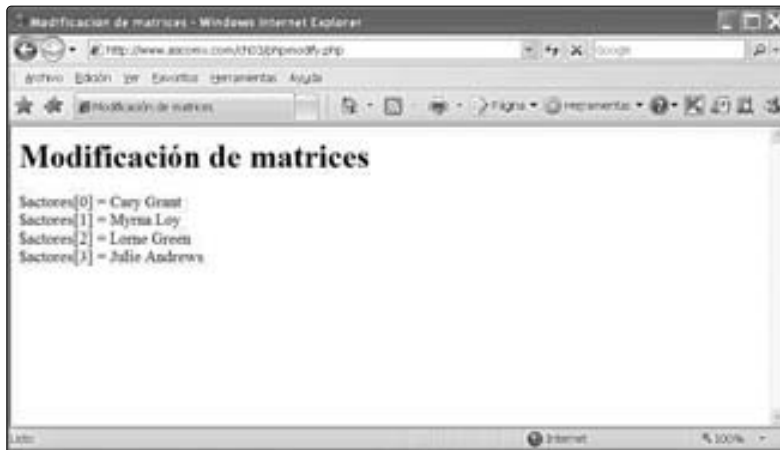 Modificación de matrices - Windows Internet Explorer
Google
Archivo Edición Ver Favoritos Herramientas Ayuda
Modificación de matrices
Página Herramientas
Modificación de matrices
$actores[0] = Cary Grant
$actores[1] = Myrna Loy
$actores[2] = Lorne Green
$actores[3] = Julie Andrews
Listo
Internet
100%